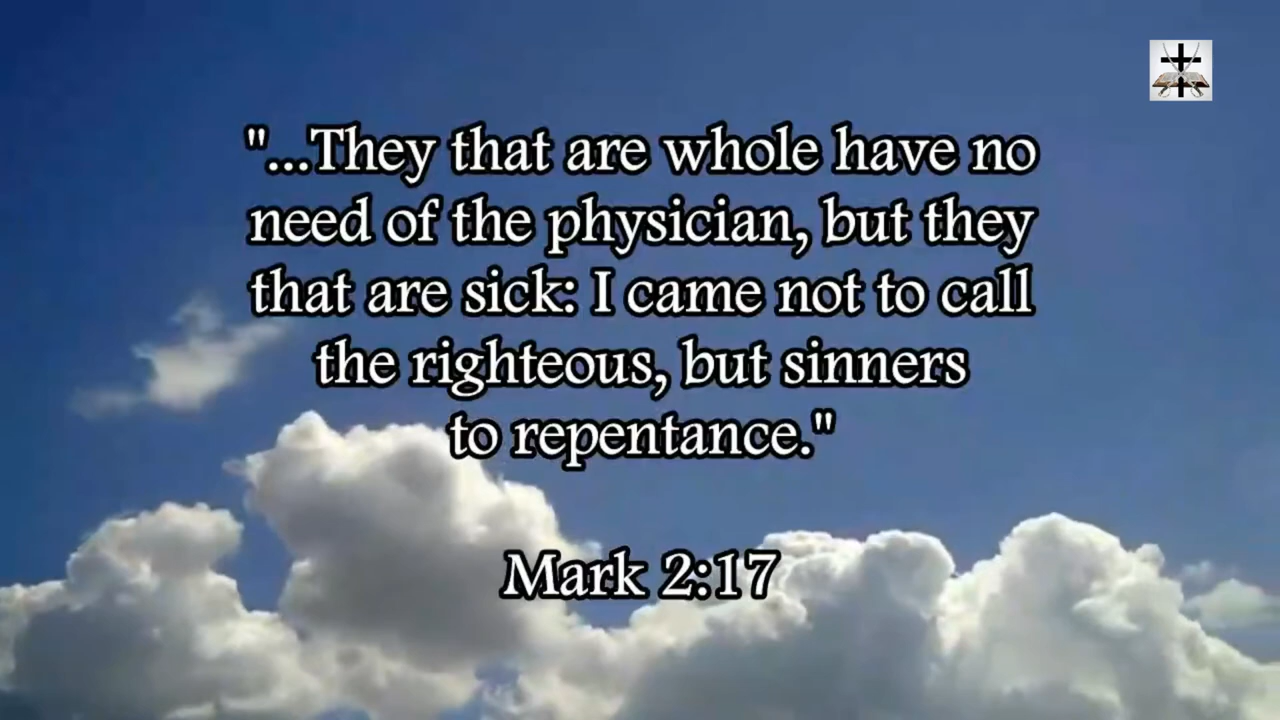 "...They that are whole have no
need of the physician, but they
that are sick: I came not to call
the righteous, but sinners
to repentance."
Mark 2:17